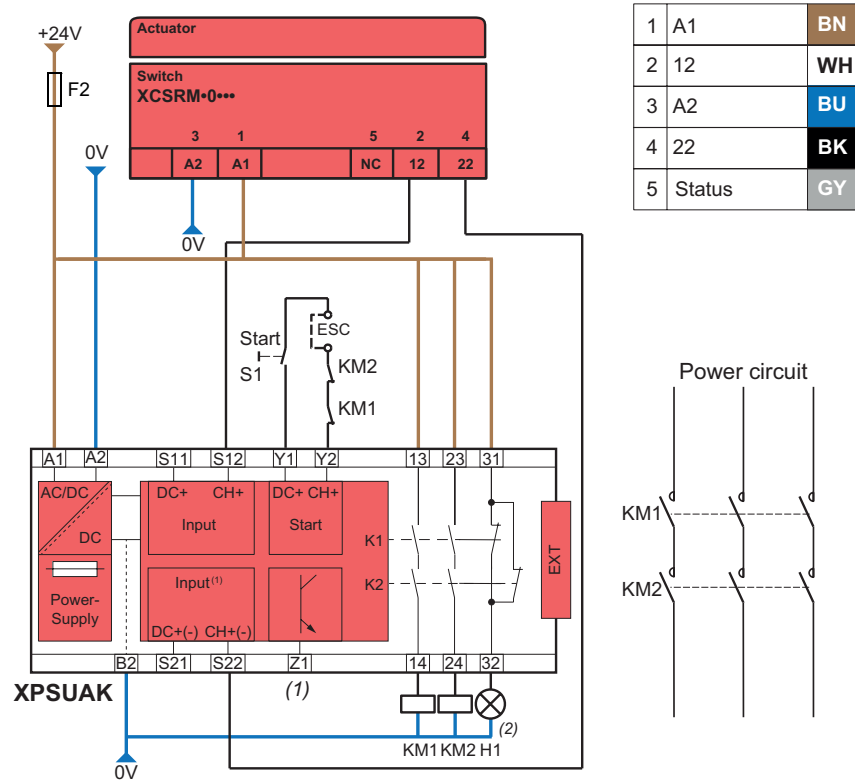 +24V
F2
0V
Actuator
Switch
XCSRM•0•••
3 1 5 2 4
A2 A1 NC 12 22
0V
1 A1 BN
2 12 WH
3 A2 BU
4 22 BK
5 Status GY
Start
S1
ESC
KM2
KM1
A1 A2 S11 S12 Y1 Y2 13 23 31
AC/DC
DC
Power-
Supply
DC+ CH+
Input
DC+ CH+
Start
Input(1)
DC+(-) CH+(-)
K1
K2
EXT
B2 S21 S22 Z1 14 24 32
XPSUAK
(1)
(2)
KM1 KM2 H1
0V
Power circuit
KM1
KM2